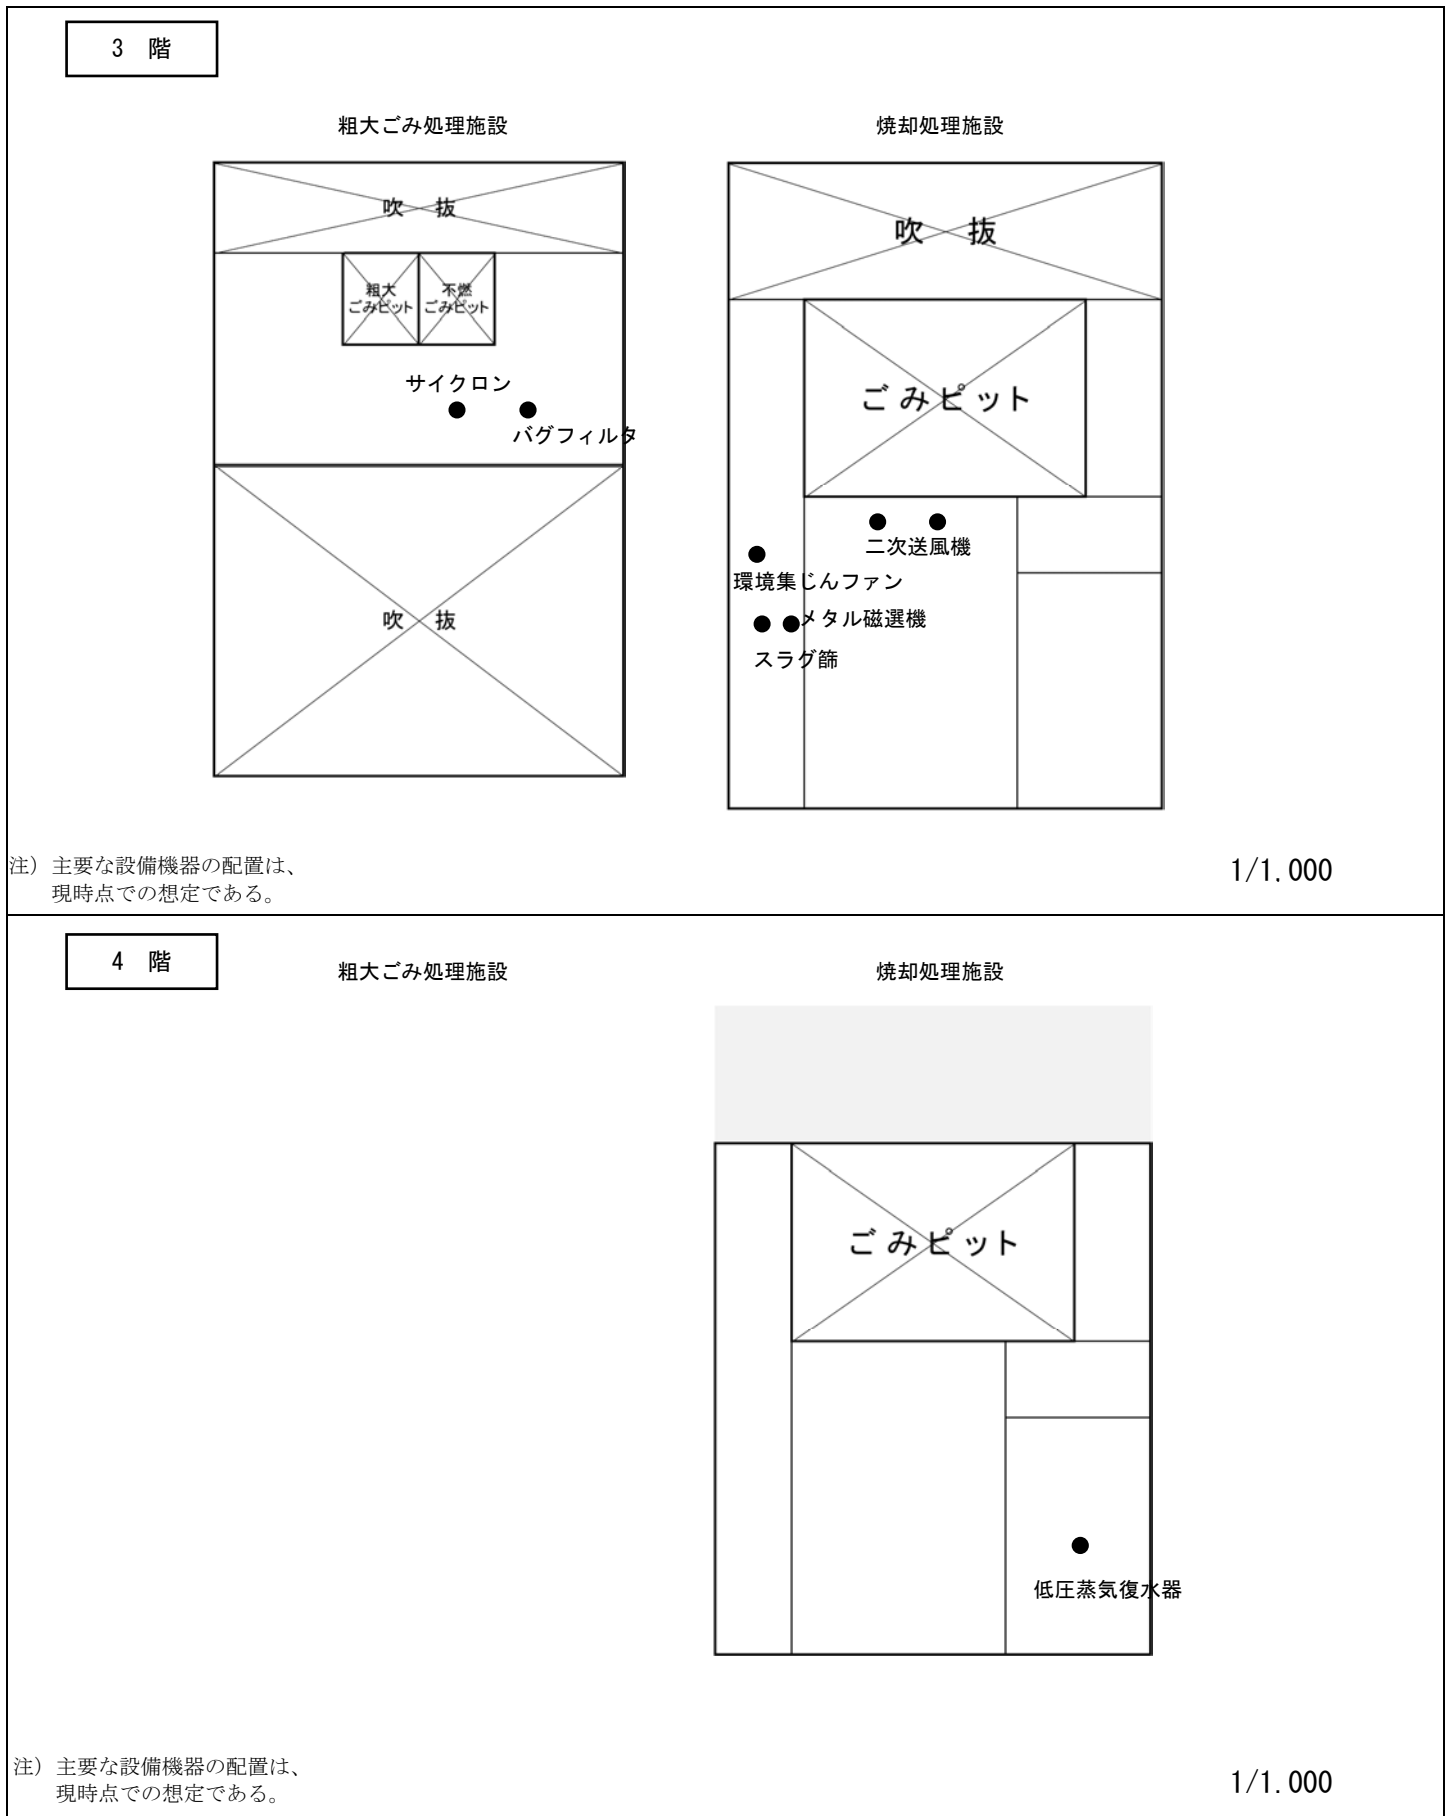 3 階
粗大ごみ処理施設
焼却処理施設
吹 抜
粗大
ごみピット
不燃
ごみピット
サイクロン
バグフィルタ
吹 抜
吹 抜
ごみピット
二次送風機
環境集じんファン
メタル磁選機
スラグ篩
注) 主要な設備機器の配置は、
現時点での想定である。
1/1.000
4 階
粗大ごみ処理施設
焼却処理施設
ごみピット
低圧蒸気復水器
注) 主要な設備機器の配置は、
現時点での想定である。
1/1.000